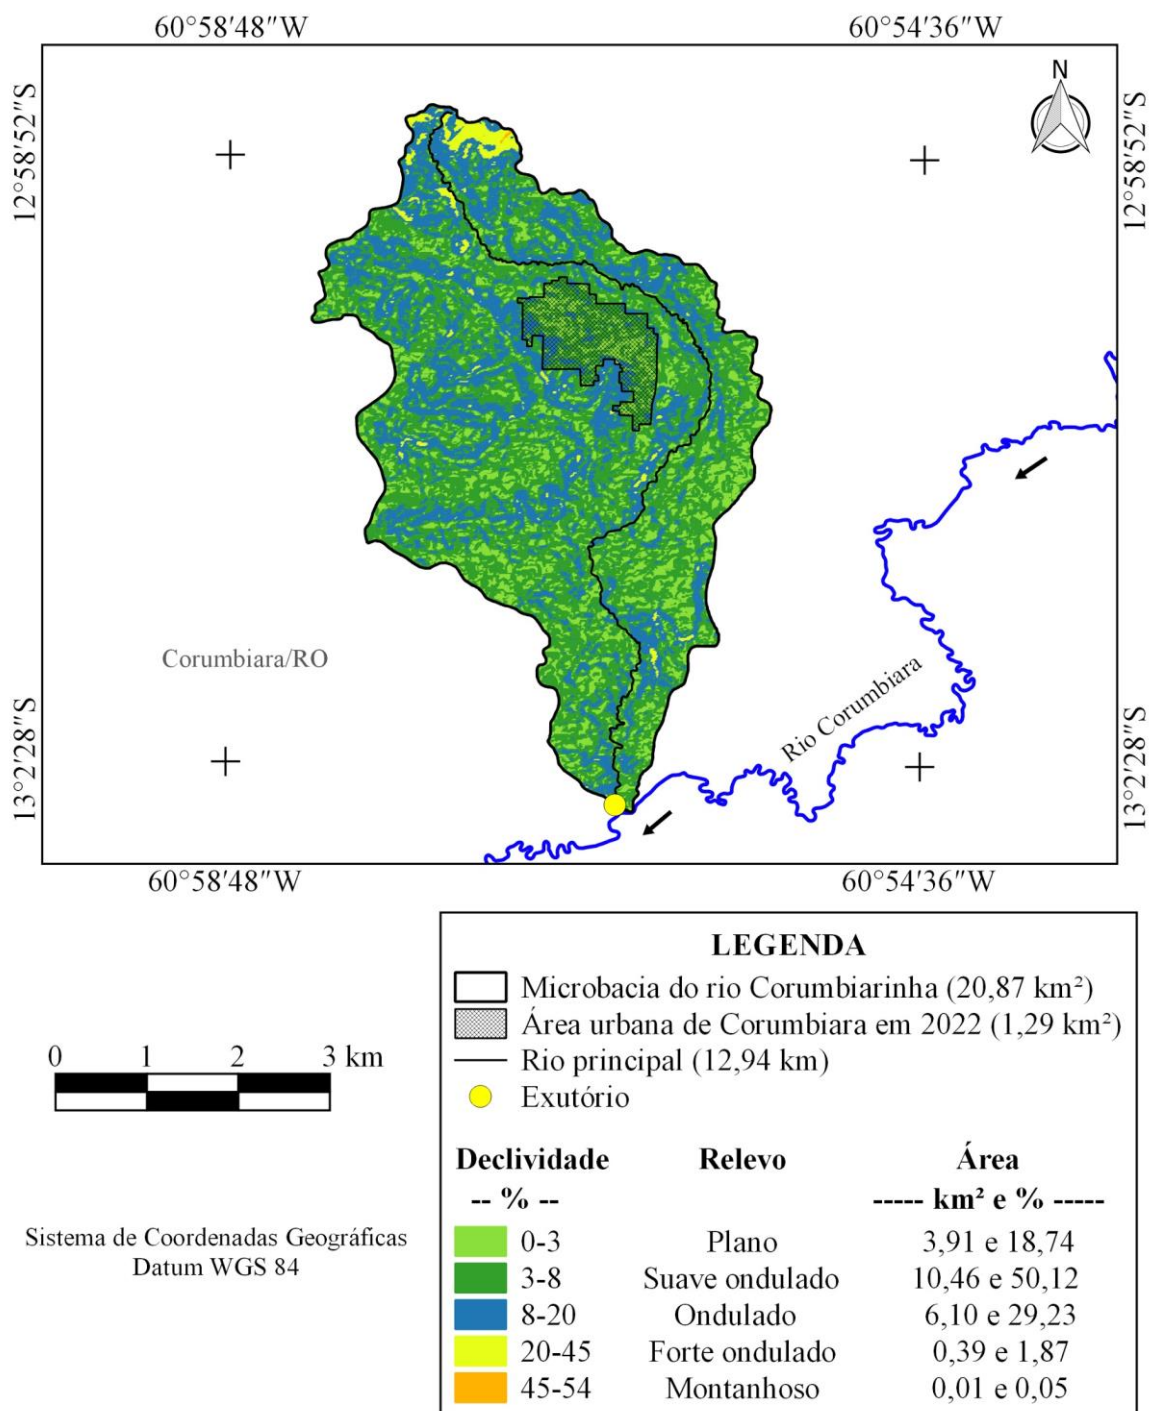 60°58′48″W 60°54′36″W
N
12°58′52″S 12°58′52″S
Corumbiara/RO
Rio Corumbiara
13°2′28″S 13°2′28″S
60°58′48″W 60°54′36″W
LEGENDA
Microbacia do rio Corumbiarinha (20,87 km²)
Área urbana de Corumbiara em 2022 (1,29 km²)
Rio principal (12,94 km)
Exutório
0 1 2 3 km
Sistema de Coordenadas Geográficas
Datum WGS 84
Declividade Relevo Área
-- % -- ----- km² e % -----
0-3 Plano 3,91 e 18,74
3-8 Suave ondulado 10,46 e 50,12
8-20 Ondulado 6,10 e 29,23
20-45 Forte ondulado 0,39 e 1,87
45-54 Montanhoso 0,01 e 0,05